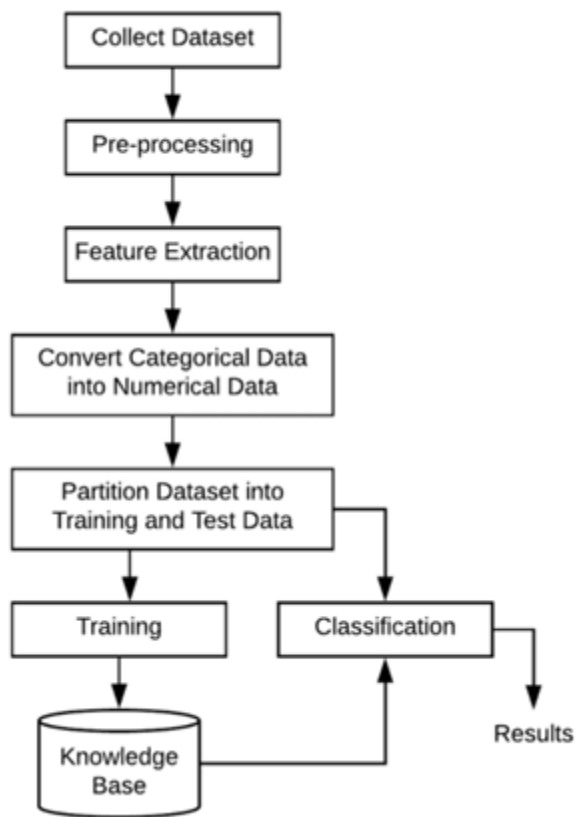 Collect Dataset
Pre-processing
Feature Extraction
Convert Categorical Data
into Numerical Data
Partition Dataset into
Training and Test Data
Training
Classification
Results
Knowledge
Base